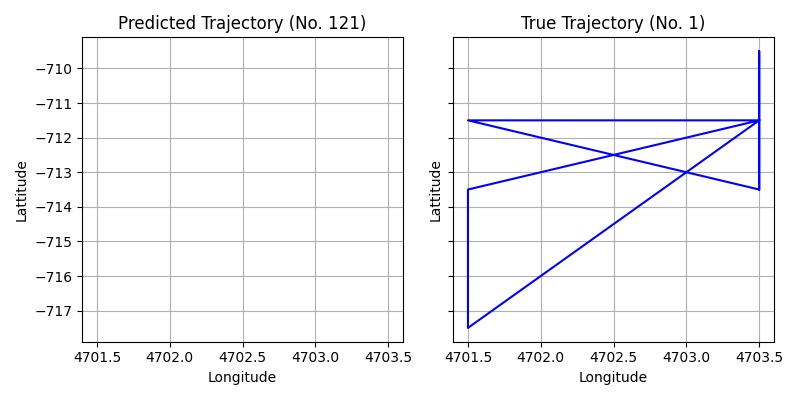 Predicted Trajectory (No. 121)
True Trajectory (No. 1)
−710
−711
−712
−713
−714
−715
−716
−717
Lattitude
Lattitude
4701.5 4702.0 4702.5 4703.0 4703.5
4701.5 4702.0 4702.5 4703.0 4703.5
Longitude
Longitude